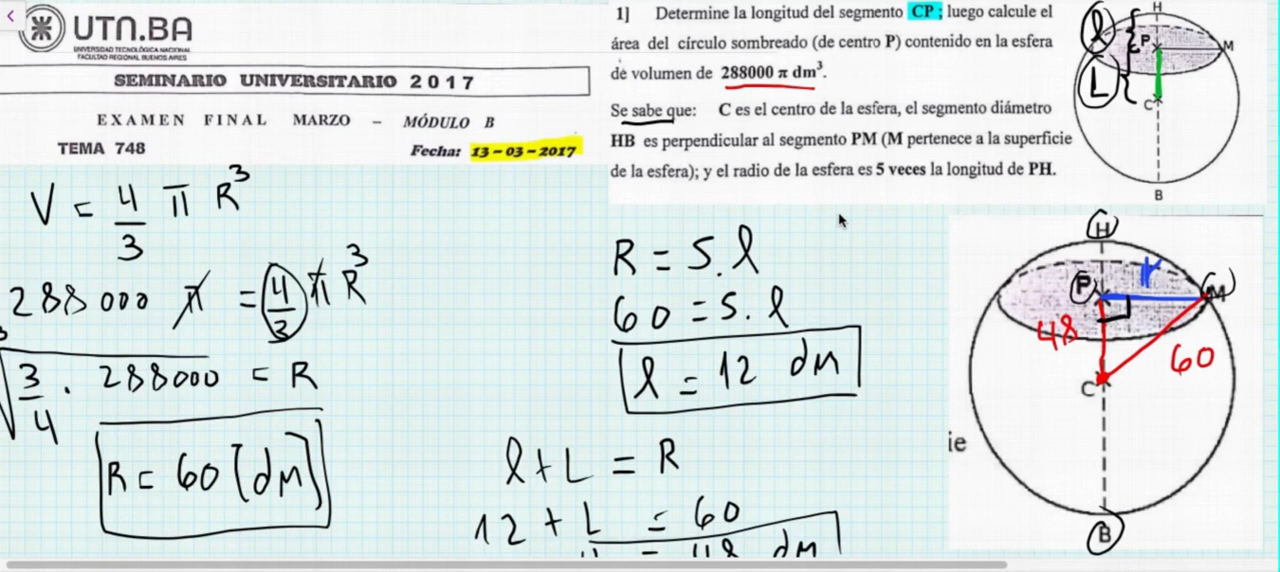 UTN.BA
UNIVERSIDAD TECNOLÓGICA NACIONAL
FACULTAD REGIONAL BUENOS AIRES
SEMINARIO UNIVERSITARIO 2017
EXAMEN FINAL MARZO – MÓDULO B
TEMA 748
Fecha: 13 – 03 – 2017
1] Determine la longitud del segmento CP ; luego calcule el
área del círculo sombreado (de centro P) contenido en la esfera
de volumen de 288000 π dm³.
Se sabe que: C es el centro de la esfera, el segmento diámetro
HB es perpendicular al segmento PM (M pertenece a la superficie
de la esfera); y el radio de la esfera es 5 veces la longitud de PH.
H
l
P
M
L
C
B
V = 4/3 π R³
288000 π = 4/3 π R³
³√3/4 . 288000 = R
R = 60 (dm)
R = 5.l
60 = 5.l
l = 12 dm
l + L = R
12 + L = 60
L = 48 dm
H
P
r
M
48
60
C
ie
B